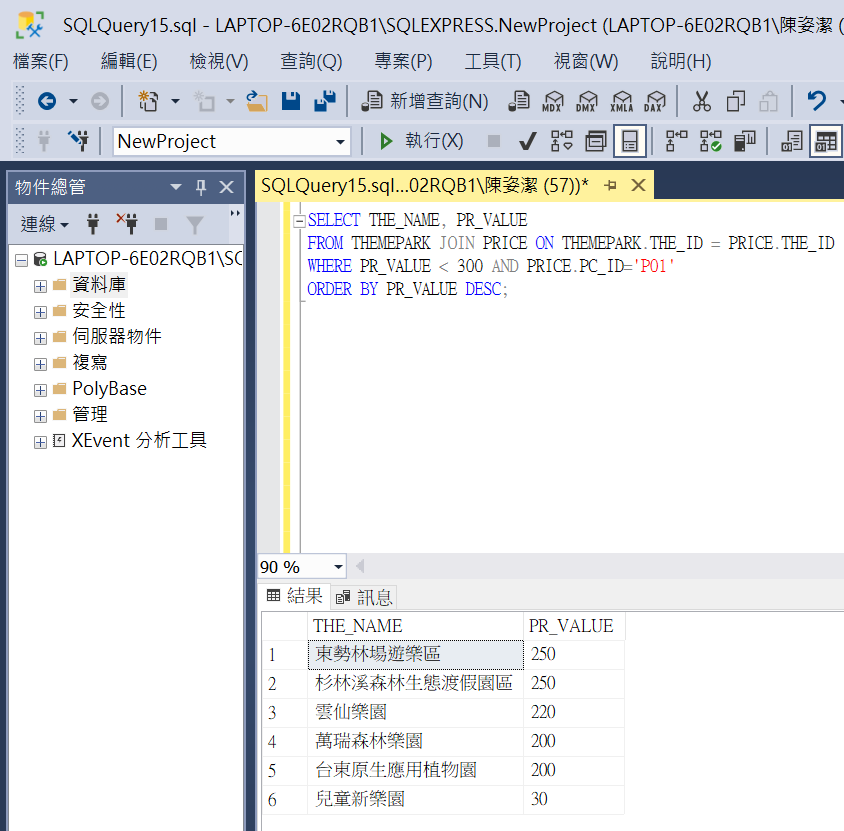 SQLQuery15.sql - LAPTOP-6E02RQB1\SQLEXPRESS.NewProject (LAPTOP-6E02RQB1\陳姿潔 (
檔案(F) 編輯(E) 檢視(V) 查詢(Q) 專案(P) 工具(T) 視窗(W) 說明(H)
新增查詢(N) MDX DMX XMLA DAX
NewProject 執行(X)
物件總管
SQLQuery15.sql...02RQB1\陳姿潔 (57))*
連線
LAPTOP-6E02RQB1\SC
資料庫
安全性
伺服器物件
複寫
PolyBase
管理
XEvent 分析工具
SELECT THE_NAME, PR_VALUE
FROM THEMEPARK JOIN PRICE ON THEMEPARK.THE_ID = PRICE.THE_ID
WHERE PR_VALUE < 300 AND PRICE.PC_ID='P01'
ORDER BY PR_VALUE DESC;
90 %
結果 訊息
THE_NAME PR_VALUE
1 東勢林場遊樂區 250
2 杉林溪森林生態渡假園區 250
3 雲仙樂園 220
4 萬瑞森林樂園 200
5 台東原生應用植物園 200
6 兒童新樂園 30